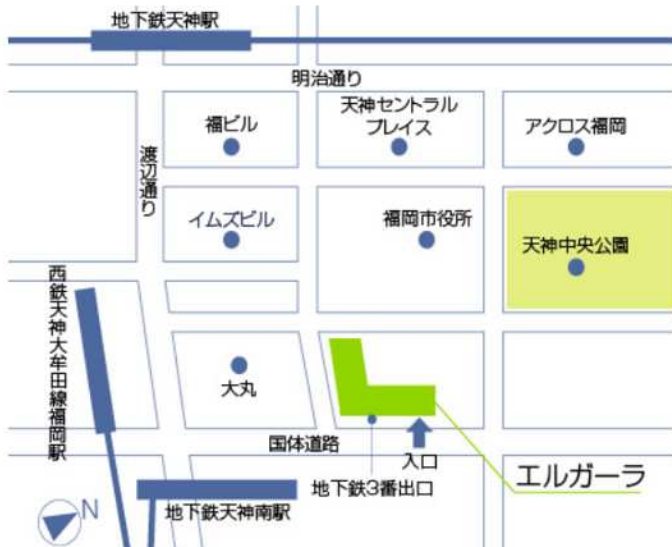 地下鉄天神駅
明治通り
福ビル
天神セントラル
プレイス
アクロス福岡
渡辺通り
イムズビル
福岡市役所
天神中央公園
西鉄天神大牟田線福岡駅
大丸
国体道路
入口
エルガーラ
地下鉄3番出口
地下鉄天神南駅
N